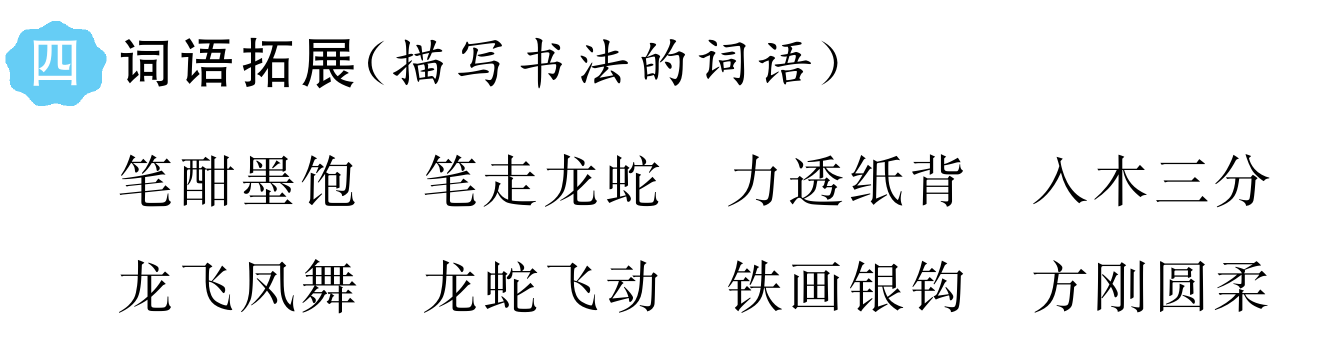 四 词语拓展(描写书法的词语)
笔酣墨饱 笔走龙蛇 力透纸背 入木三分
龙飞凤舞 龙蛇飞动 铁画银钩 方刚圆柔